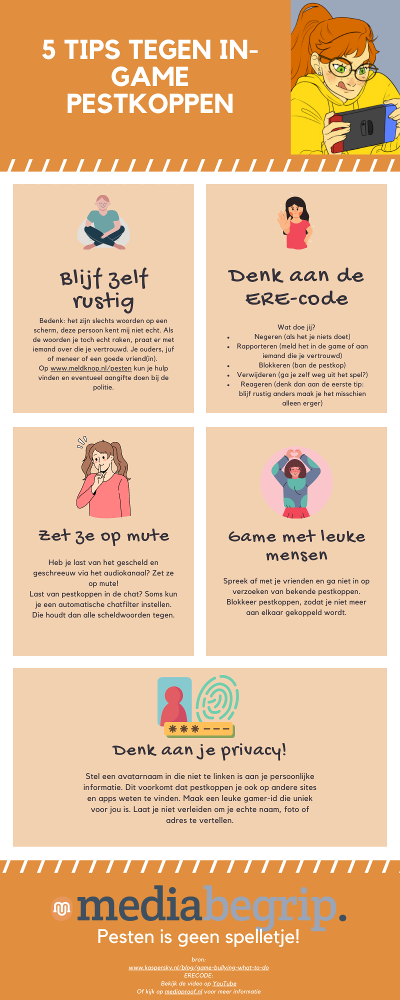 5 TIPS TEGEN IN-
GAME
PESTKOPPEN
Blijf zelf
rustig
Bedenk: het zijn slechts woorden op een
scherm, deze persoon kent mij niet echt. Als
de woorden je toch echt raken, praat er met
iemand over die je vertrouwd. Je ouders, juf
of meneer of een goede vriend(in).
Op www.meldknop.nl/pesten kun je hulp
vinden en eventueel aangifte doen bij de
politie.
Denk aan de
ERE-code
Wat doe jij?
• Negeren (als het je niets doet)
• Rapporteren (meld het in de game of aan
iemand die je vertrouwd)
• Blokkeren (ban de pestkop)
• Verwijderen (ga je zelf weg uit het spel?)
• Reageren (denk dan aan de eerste tip:
blijf rustig anders maak je het misschien
alleen erger)
Zet ze op mute
Heb je last van het gescheld en
geschreeuw via het audiokanaal? Zet ze
op mute!
Last van pestkoppen in de chat? Soms kun
je een automatische chatfilter instellen.
Die houdt dan alle scheldwoorden tegen.
Game met leuke
mensen
Spreek af met je vrienden en ga niet in op
verzoeken van bekende pestkoppen.
Blokkeer pestkoppen, zodat je niet meer
aan elkaar gekoppeld wordt.
Denk aan je privacy!
Stel een avatarnaam in die niet te linken is aan je persoonlijke
informatie. Dit voorkomt dat pestkoppen je ook op andere sites
en apps weten te vinden. Maak een leuke gamer-id die uniek
voor jou is. Laat je niet verleiden om je echte naam, foto of
adres te vertellen.
mediabegrip.
Pesten is geen spelletje!
bron:
www.kaspersky.nl/blog/game-bullying-what-to-do
ERECODE:
Bekijk de video op YouTube
Of kijk op mediaproof.nl voor meer informatie